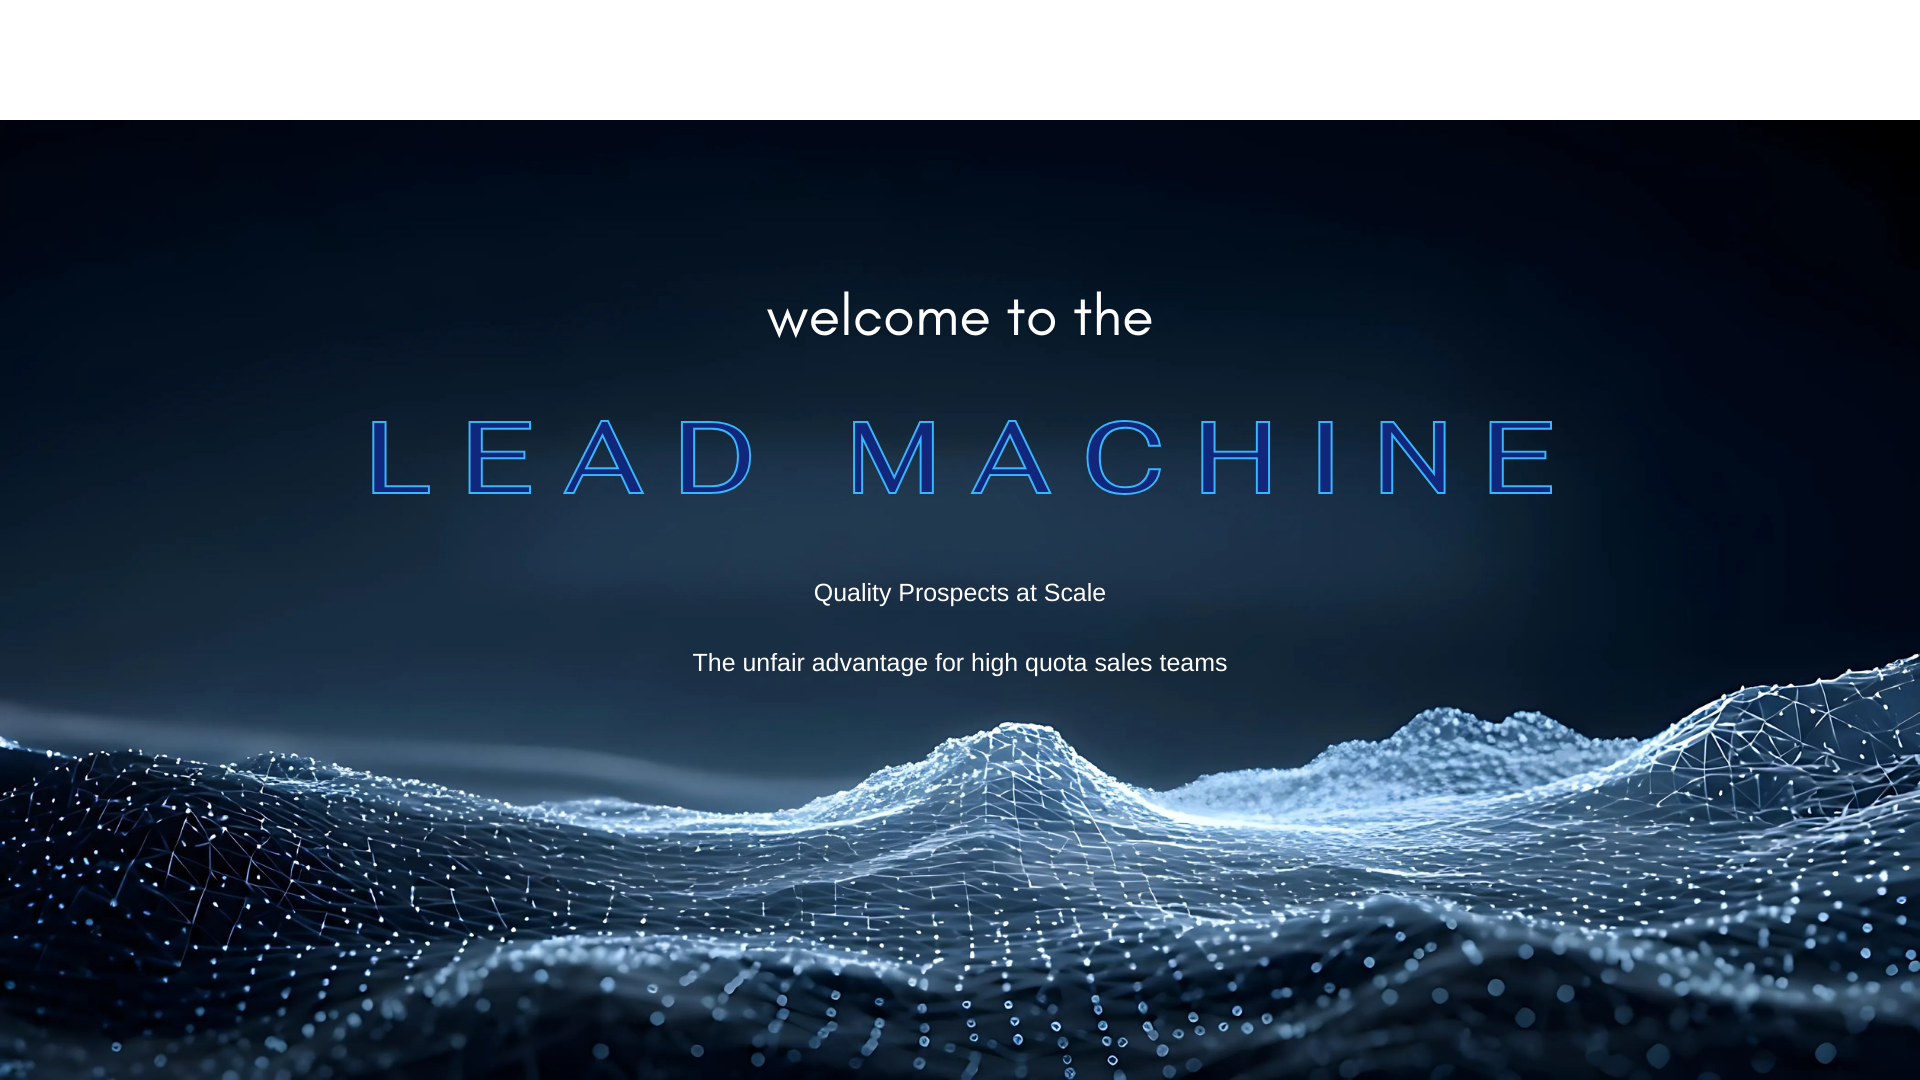 welcome to the
LEAD MACHINE
Quality Prospects at Scale
The unfair advantage for high quota sales teams